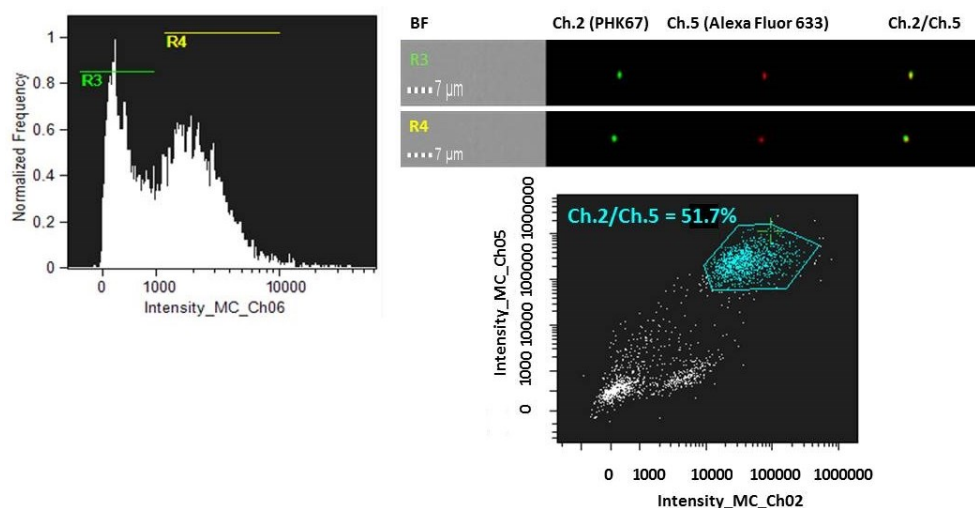 1
0.8
0.6
0.4
0.2
0
Normalized Frequency
R3
R4
0 1000 10000
Intensity_MC_Ch06
BF Ch.2 (PHK67) Ch.5 (Alexa Fluor 633) Ch.2/Ch.5
R3
7 µm
R4
7 µm
Ch.2/Ch.5 = 51.7%
Intensity_MC_Ch05
0 1000 10000 100000 1000000
0 1000 10000 100000 1000000
Intensity_MC_Ch02